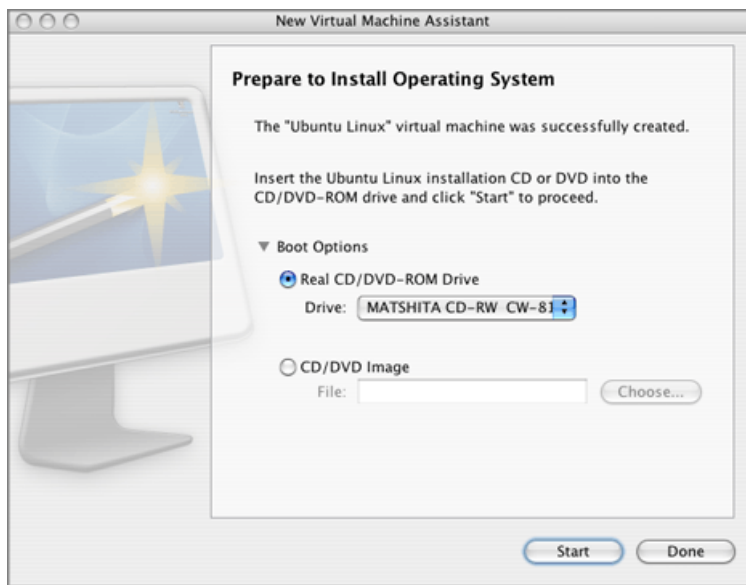 New Virtual Machine Assistant
Prepare to Install Operating System
The "Ubuntu Linux" virtual machine was successfully created.
Insert the Ubuntu Linux installation CD or DVD into the
CD/DVD-ROM drive and click "Start" to proceed.
Boot Options
Real CD/DVD-ROM Drive
Drive: MATSHITA CD-RW CW-81
CD/DVD Image
File: Choose...
Start Done